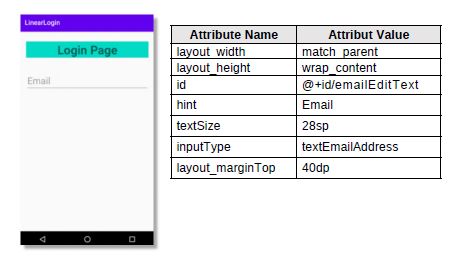 LinearLogin
Login Page
Email
Attribute Name Attribut Value
layout_width match_parent
layout_height wrap_content
id @+id/emailEditText
hint Email
textSize 28sp
inputType textEmailAddress
layout_marginTop 40dp